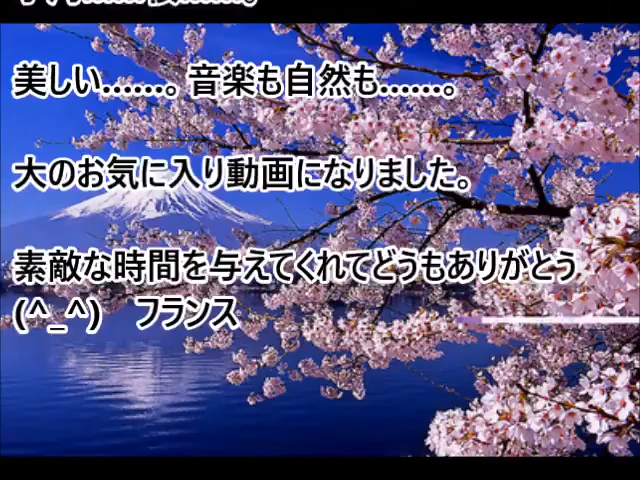 美しい……。音楽も自然も……。
大のお気に入り動画になりました。
素敵な時間を与えてくれてどうもありがとう
(^_^)　フランス